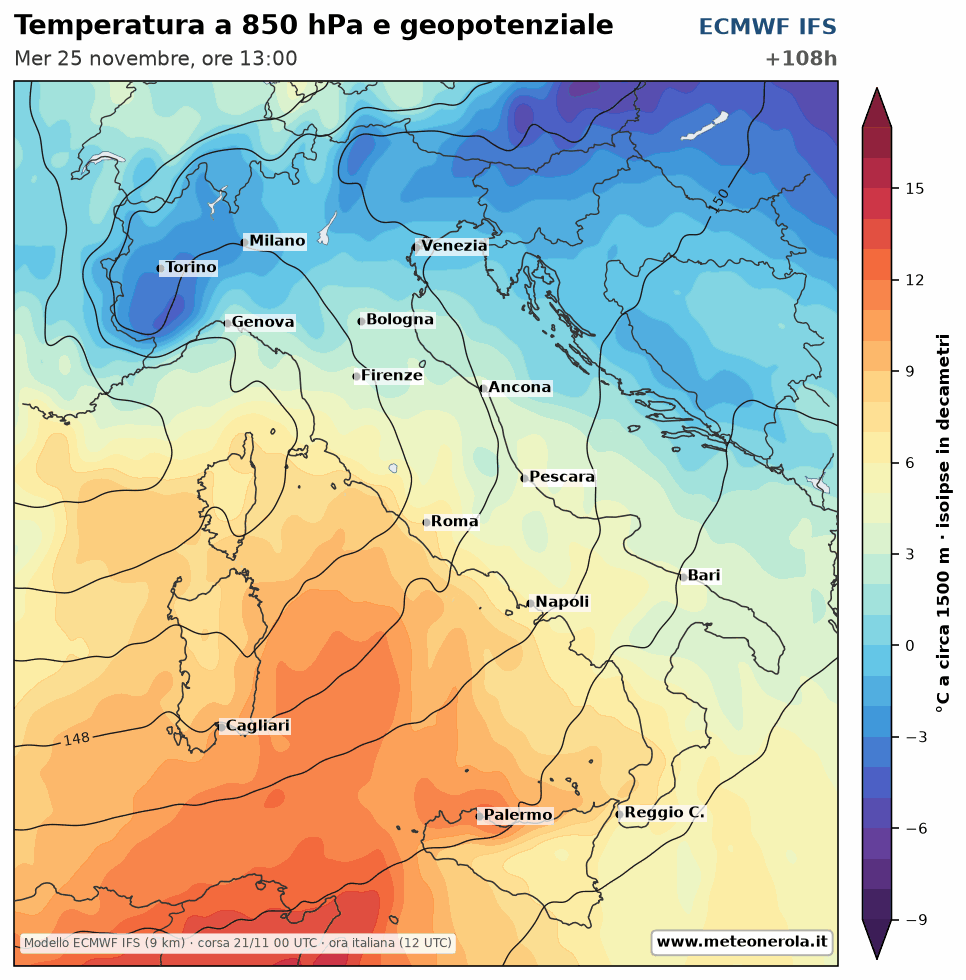 Temperatura a 850 hPa e geopotenziale
ECMWF IFS
Mer 25 novembre, ore 13:00
+108h
150
Milano
Venezia
Torino
Genova
Bologna
Firenze
Ancona
Pescara
Roma
Bari
Napoli
Cagliari
148
Palermo
Reggio C.
15
12
9
6
3
0
−3
−6
−9
°C a circa 1500 m · isoipse in decametri
Modello ECMWF IFS (9 km) · corsa 21/11 00 UTC · ora italiana (12 UTC)
www.meteonerola.it